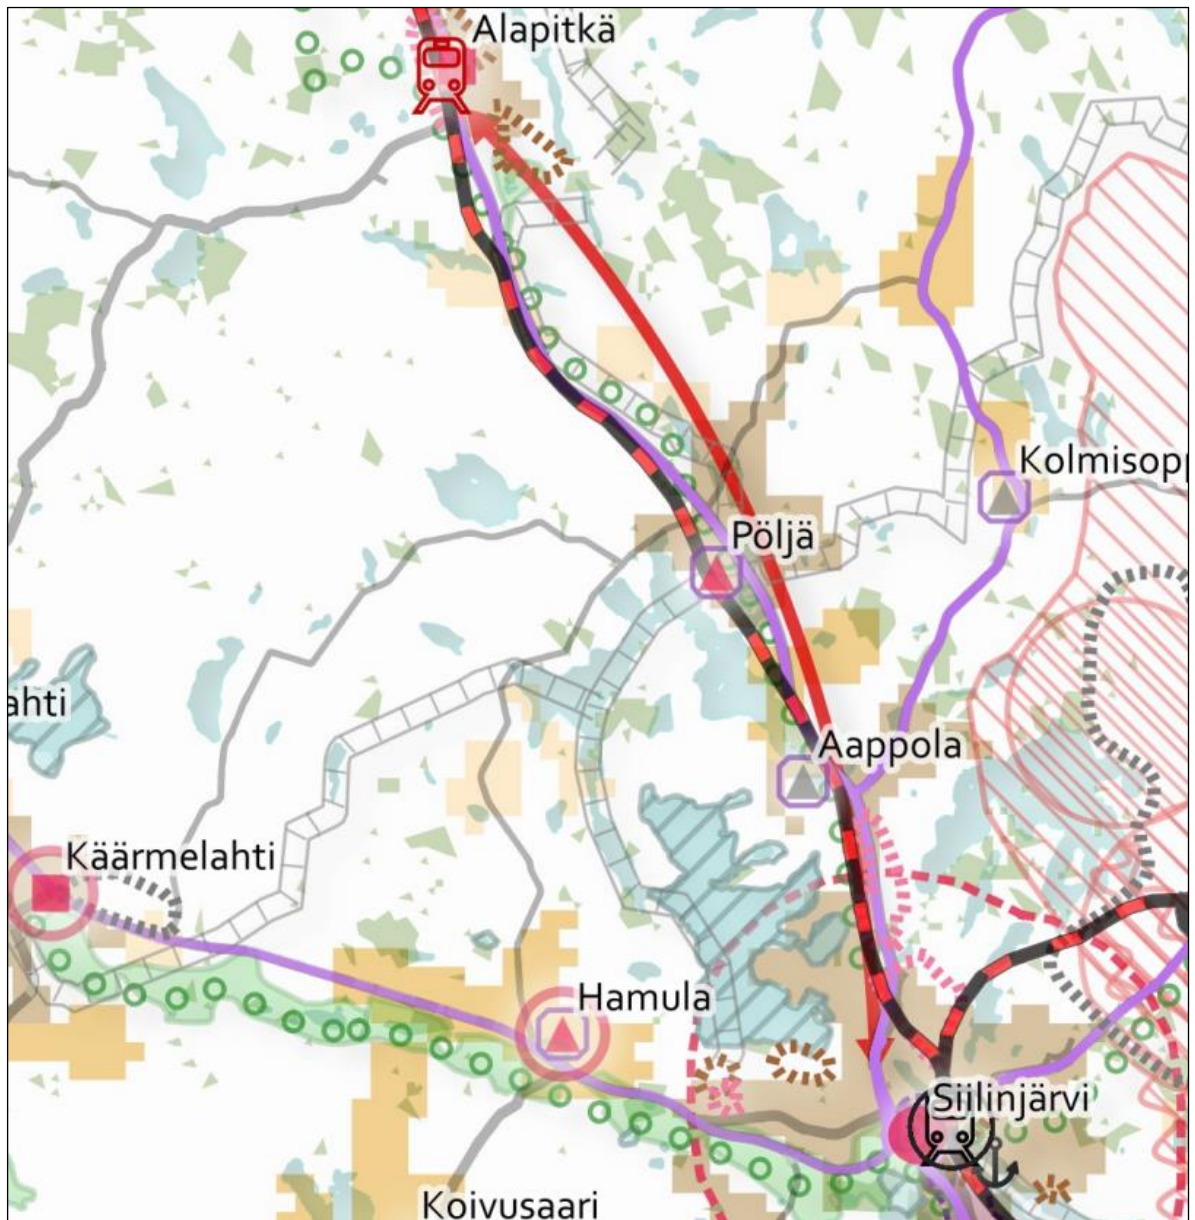 Alapitkä
Kolmisopp
Pöljä
ahti
Aappola
Käärmelahti
Hamula
Siilinjärvi
Koivusaari